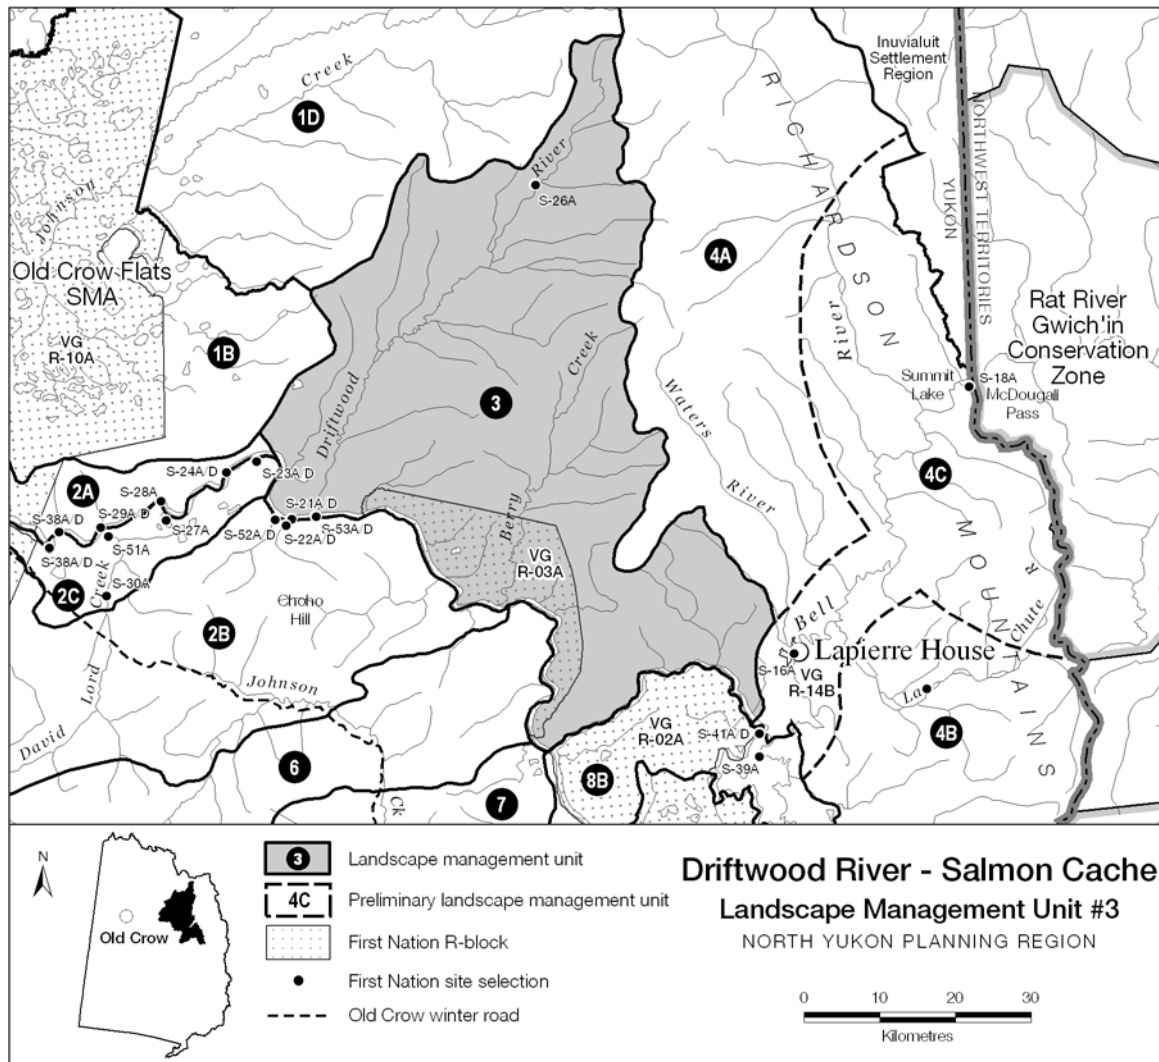 Inuvialuit
Settlement
Region
Creek
1D
RICHARDSON
MOUNTAINS
NORTHWEST TERRITORIES
YUKON
River
S-26A
Johnson
4A
Old Crow Flats
SMA
VG
R-10A
1B
Rat River
Gwich'in
Conservation
Zone
River
Creek
Summit
Lake
S-18A
McDougall
Pass
3
Driftwood
Waters
River
4C
S-24A/D
S-23A/D
2A
S-28A
S-21A/D
S-29A/D
S-38A/D
S-27A
S-52A/D
S-53A/D
S-22A/D
S-51A
Berry
VG
R-03A
S-38A/D
S-30A
2C
Creek
Choho
Hill
2B
Bell
R
Chute
R
Lapierre House
S-16A
VG
R-14B
La
Johnson
Lord
David
VG
R-02A
S-41A/D
4B
S-39A
6
8B
7
Ck
N
Old Crow
3 Landscape management unit
4C Preliminary landscape management unit
First Nation R-block
First Nation site selection
Old Crow winter road
Driftwood River - Salmon Cache
Landscape Management Unit #3
NORTH YUKON PLANNING REGION
0 10 20 30
Kilometres